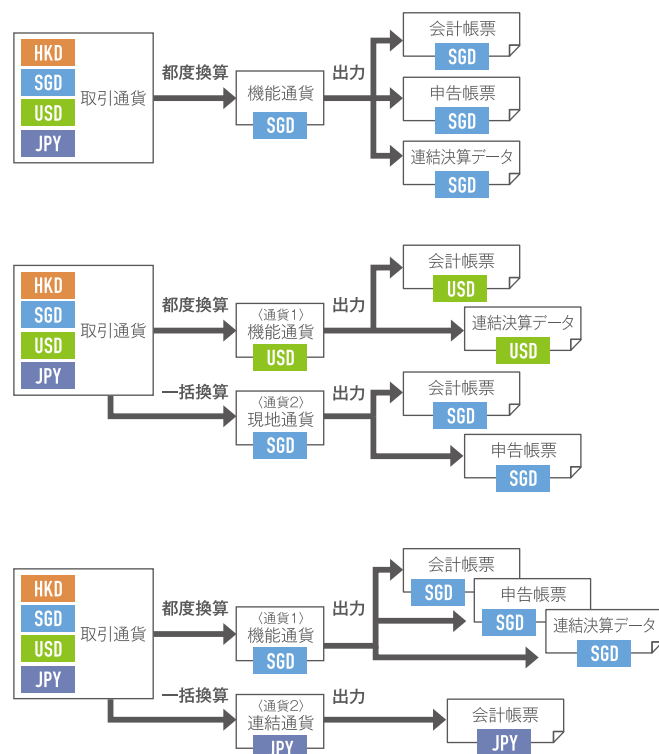 HKD
SGD
USD
JPY
取引通貨
都度換算
機能通貨
SGD
出力
会計帳票
SGD
申告帳票
SGD
連結決算データ
SGD
HKD
SGD
USD
JPY
取引通貨
都度換算
〈通貨1〉
機能通貨
USD
出力
会計帳票
USD
連結決算データ
USD
一括換算
〈通貨2〉
現地通貨
SGD
出力
会計帳票
SGD
申告帳票
SGD
HKD
SGD
USD
JPY
取引通貨
都度換算
〈通貨1〉
機能通貨
SGD
出力
会計帳票
SGD
申告帳票
SGD
連結決算データ
SGD
一括換算
〈通貨2〉
連結通貨
JPY
出力
会計帳票
JPY